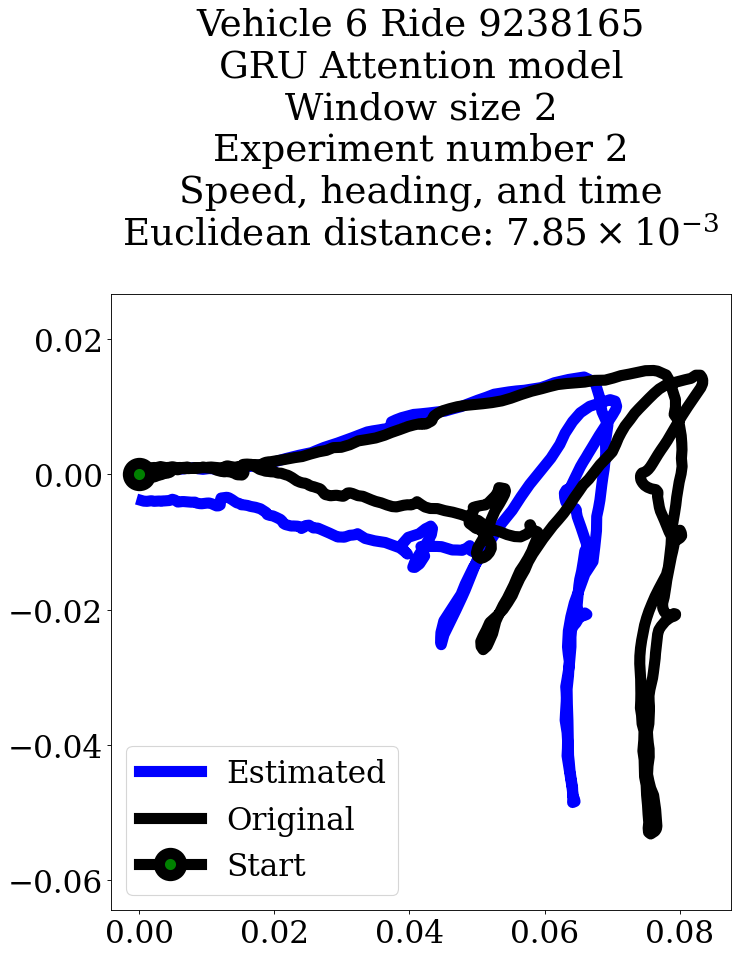 Vehicle 6 Ride 9238165
GRU Attention model
Window size 2
Experiment number 2
Speed, heading, and time
Euclidean distance: 7.85 × 10⁻³
0.02
0.00
−0.02
−0.04
−0.06
Estimated
Original
Start
0.00 0.02 0.04 0.06 0.08